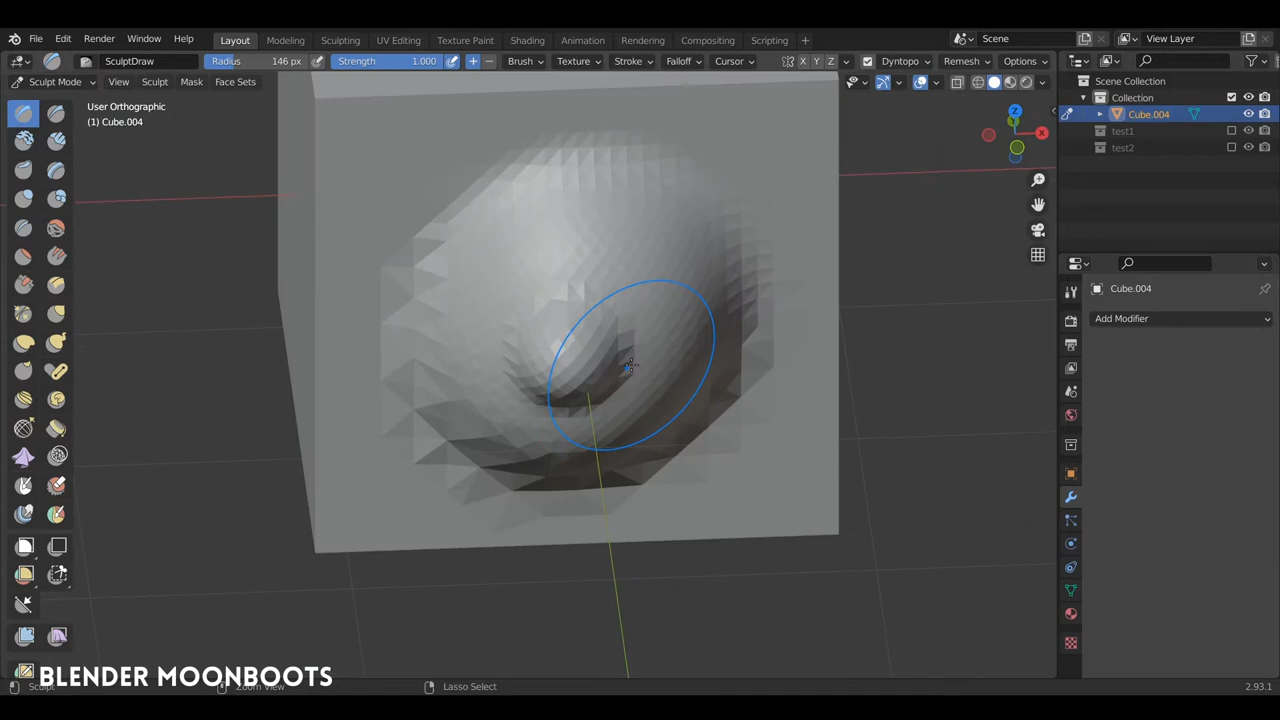 File Edit Render Window Help Layout Modeling Sculpting UV Editing Texture Paint Shading Animation Rendering Compositing Scripting + Scene View Layer
SculptDraw Radius 146 px Strength 1.000 Brush Texture Stroke Falloff Cursor X Y Z Dyntopo Remesh Options
Sculpt Mode View Sculpt Mask Face Sets
Scene Collection
Collection
Cube.004
test1
test2
User Orthographic
(1) Cube.004
Z
Y
X
Cube.004
Add Modifier
BLENDER MOONBOOTS
Sculpt Zoom View Lasso Select 2.93.1